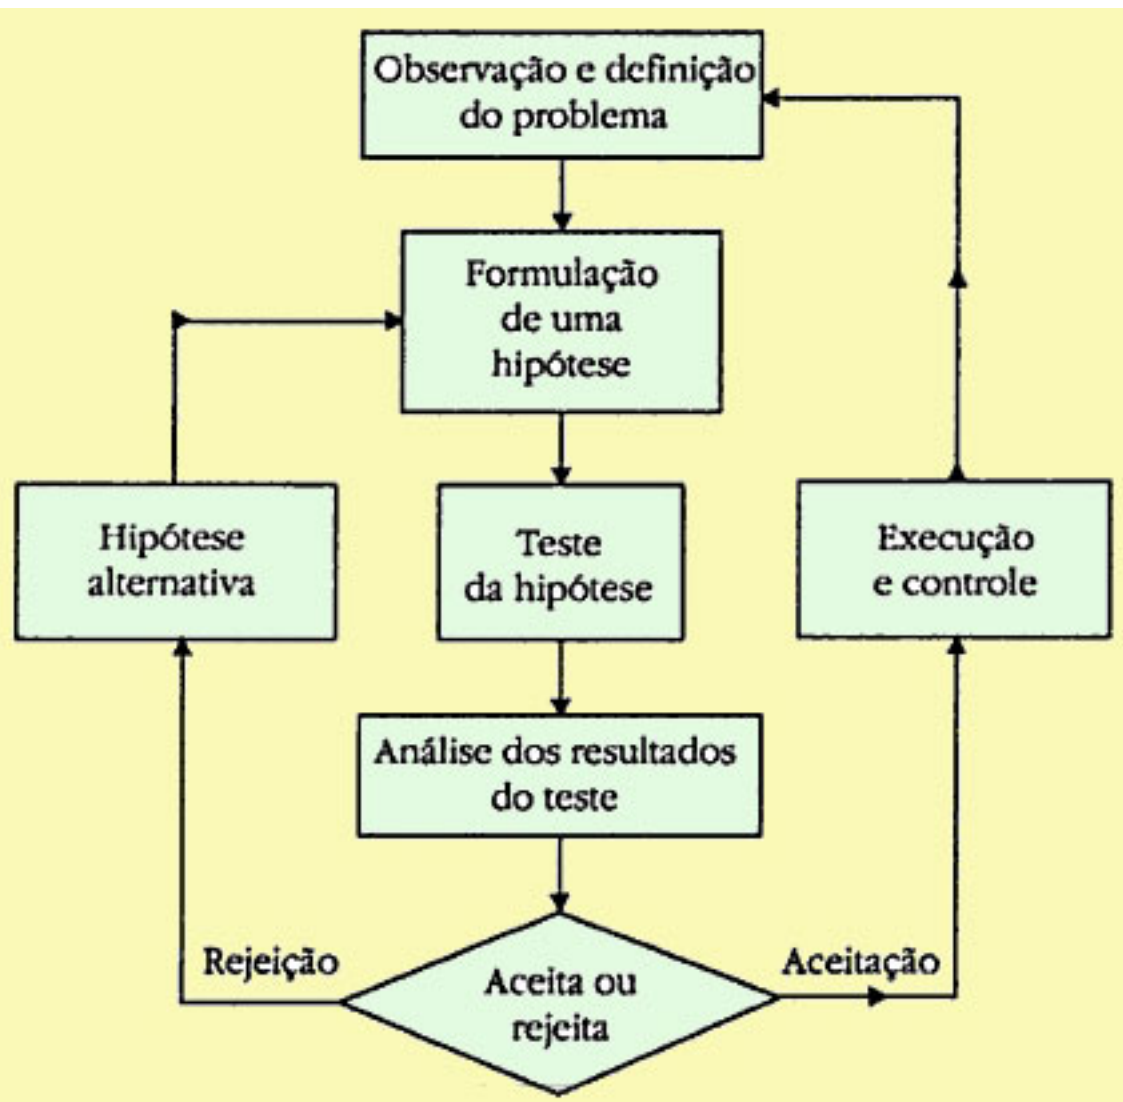 Observação e definição
do problema
Formulação
de uma
hipótese
Hipótese
alternativa
Teste
da hipótese
Execução
e controle
Análise dos resultados
do teste
Rejeição
Aceita ou
rejeita
Aceitação